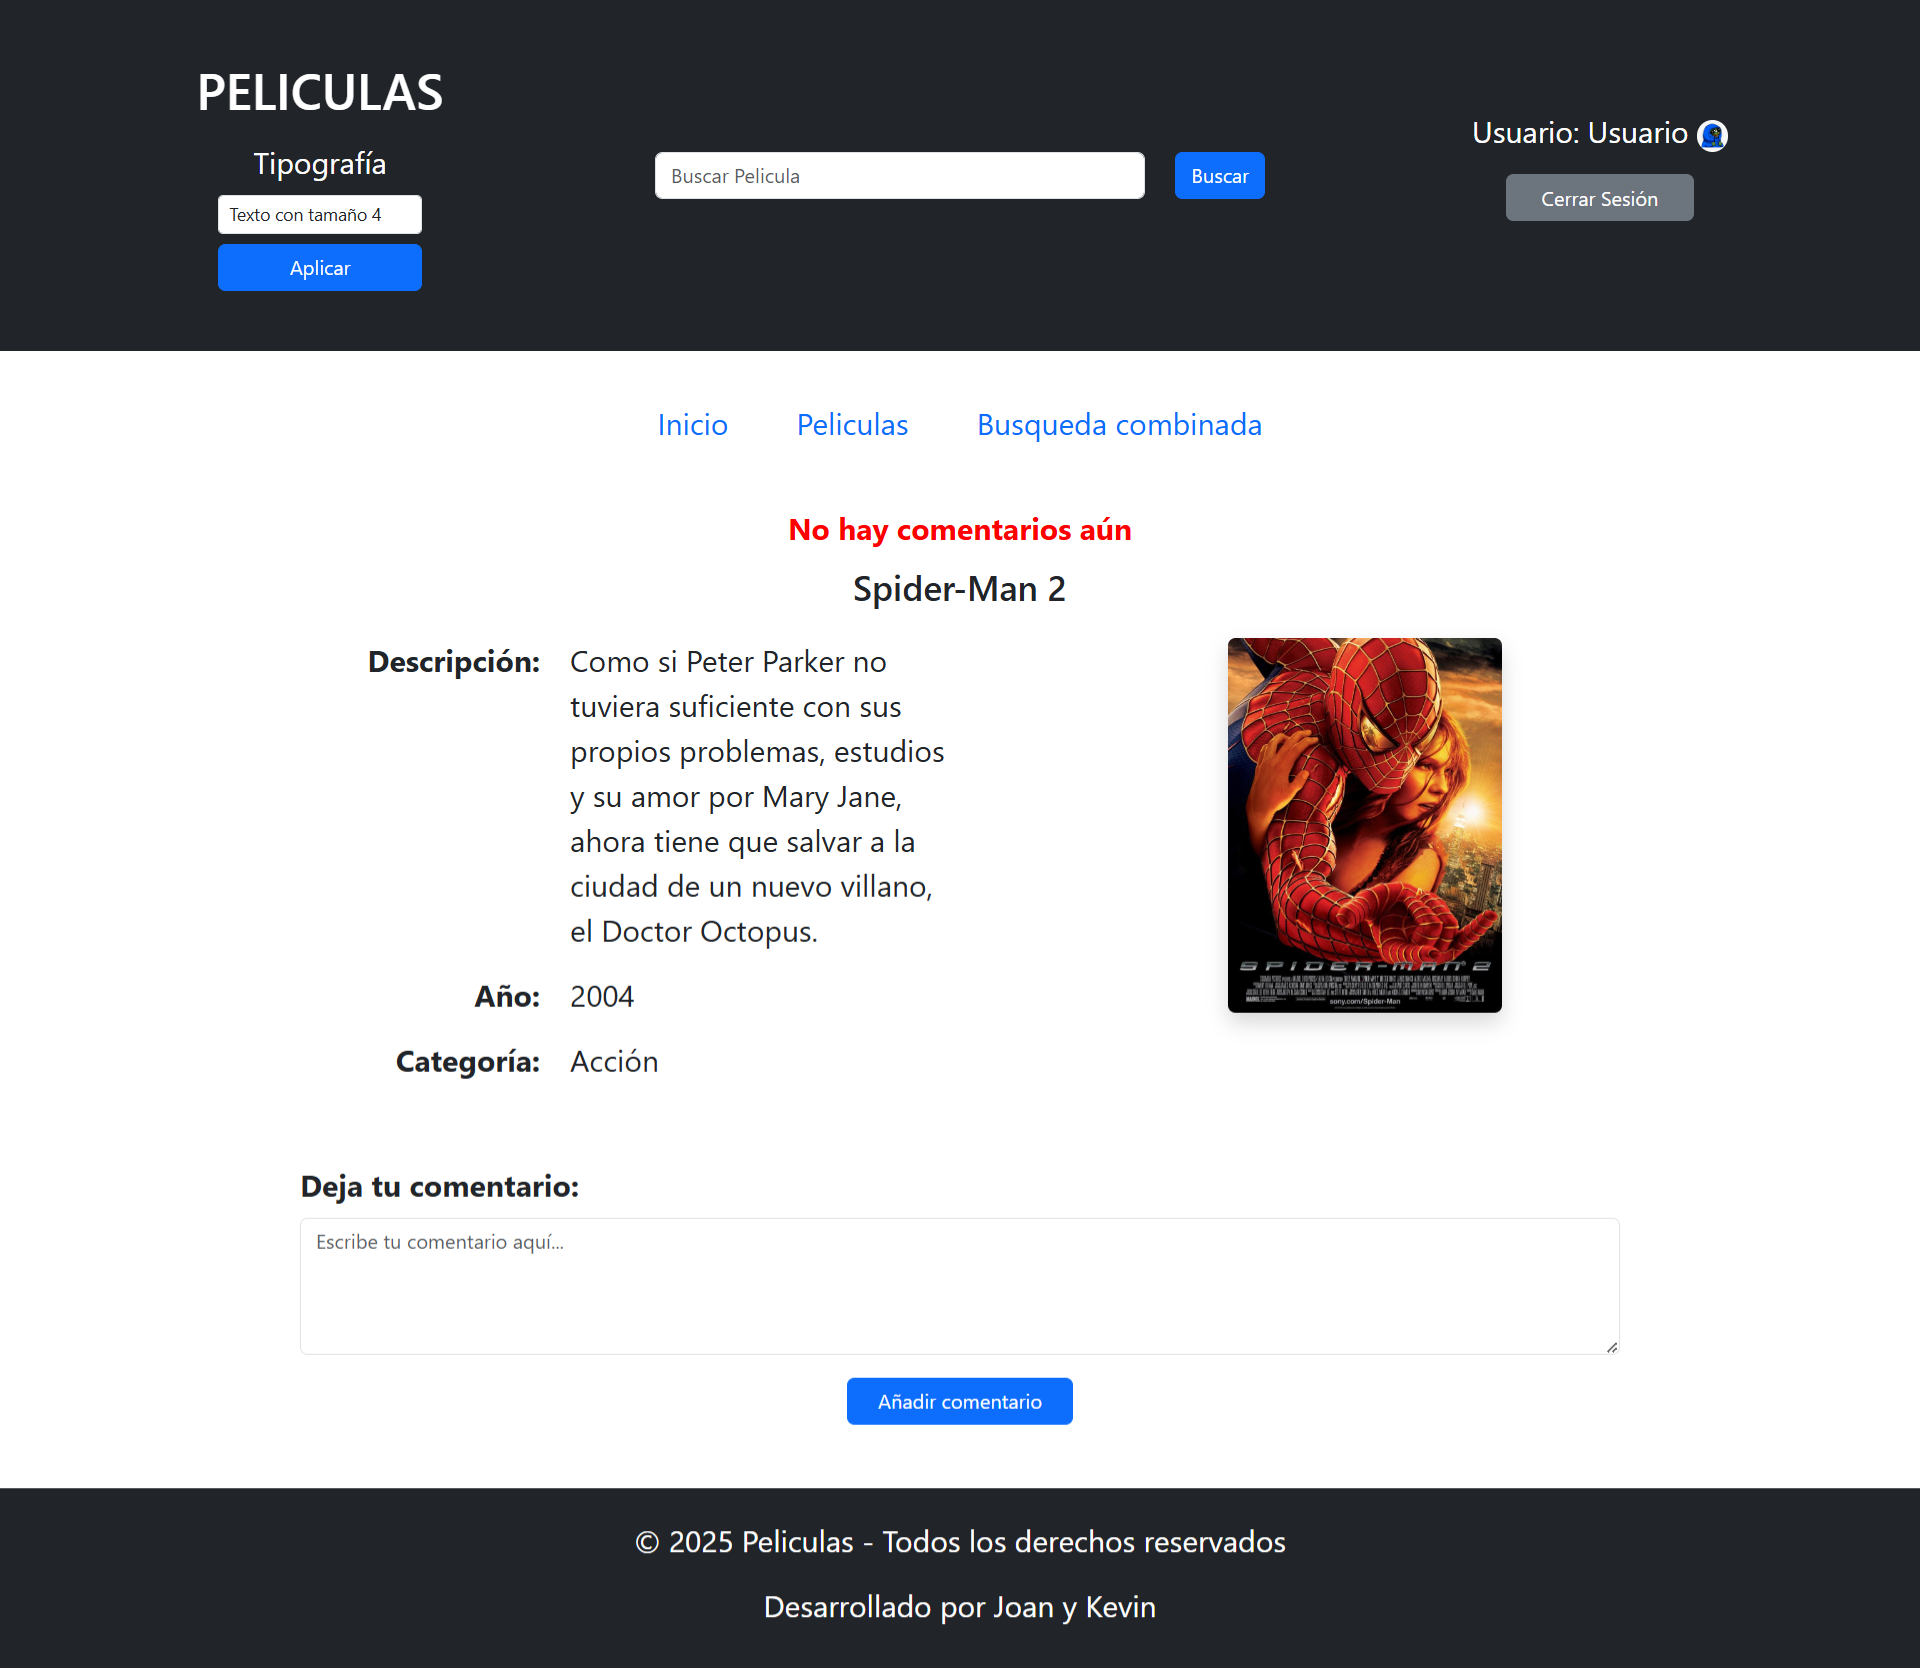 PELICULAS
Tipografía
Texto con tamaño 4
Aplicar
Buscar Pelicula
Buscar
Usuario: Usuario
Cerrar Sesión
Inicio
Peliculas
Busqueda combinada
No hay comentarios aún
Spider-Man 2
Descripción:
Como si Peter Parker no
tuviera suficiente con sus
propios problemas, estudios
y su amor por Mary Jane,
ahora tiene que salvar a la
ciudad de un nuevo villano,
el Doctor Octopus.
Año:
2004
Categoría:
Acción
SPIDER-MAN 2
sony.com/Spider-Man
Deja tu comentario:
Escribe tu comentario aquí...
Añadir comentario
© 2025 Peliculas - Todos los derechos reservados
Desarrollado por Joan y Kevin